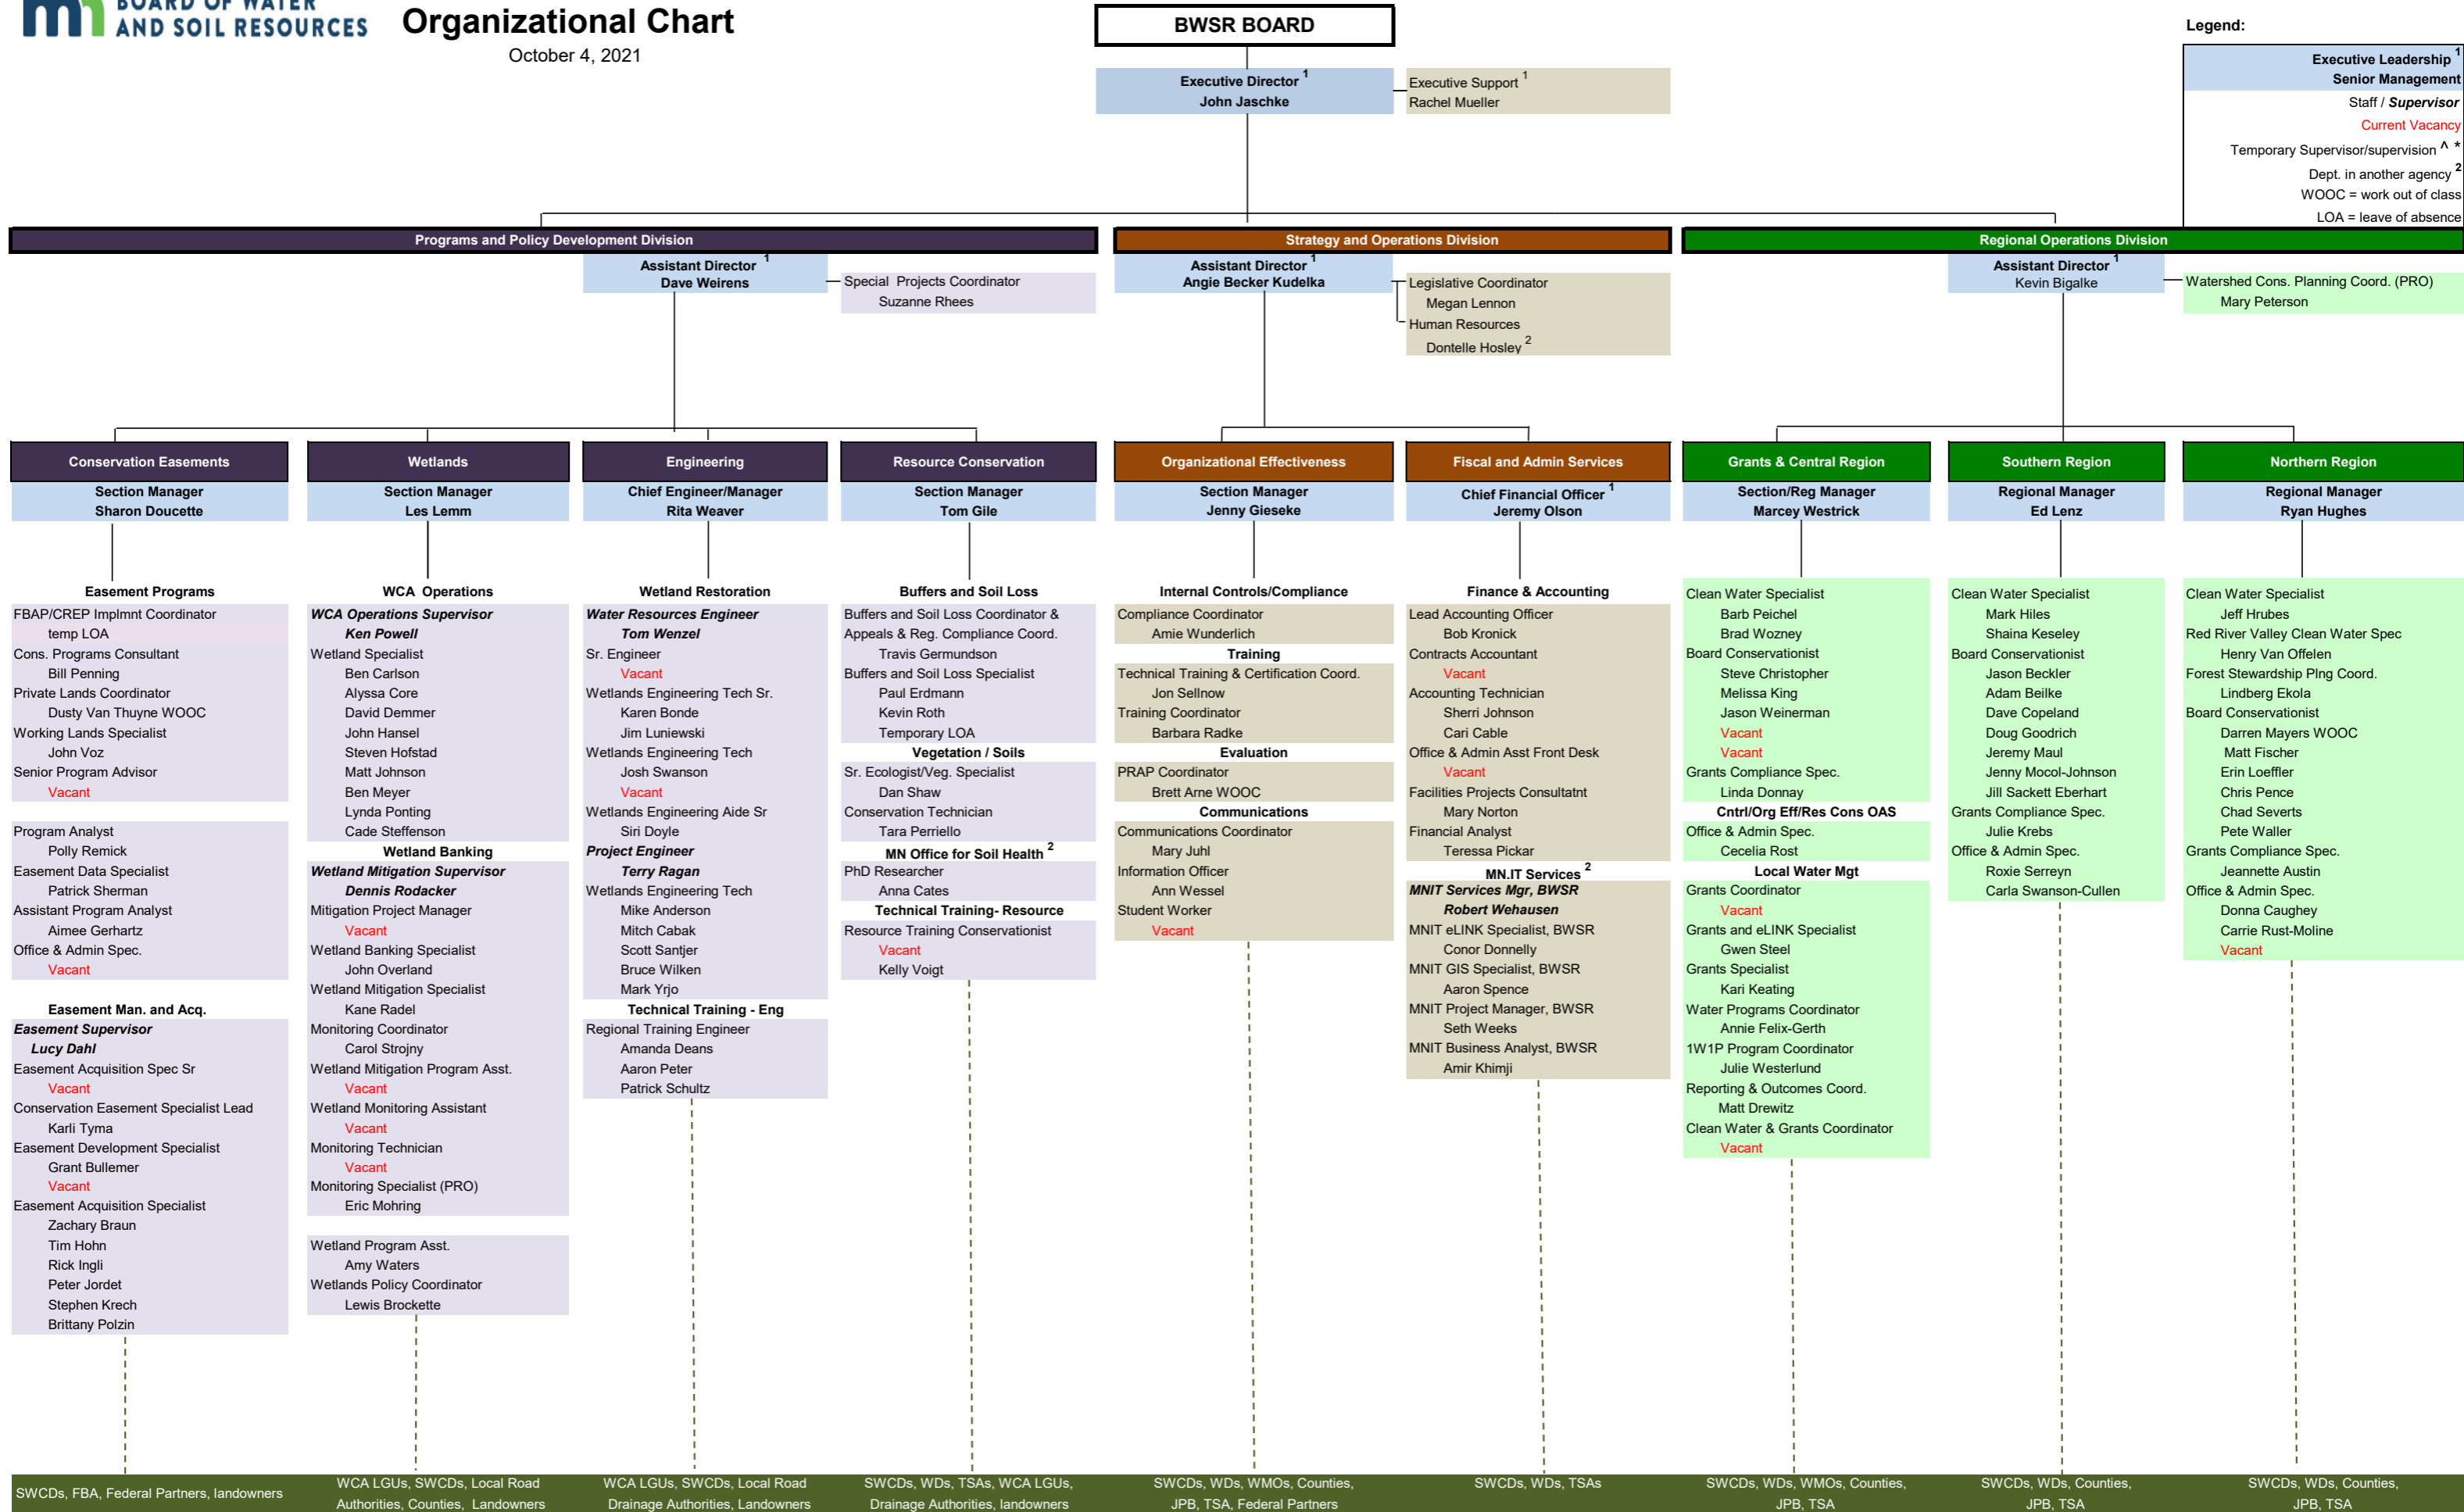 BOARD OF WATER
AND SOIL RESOURCES
Organizational Chart
October 4, 2021
BWSR BOARD
Executive Director 1
John Jaschke
Executive Support 1
Rachel Mueller
Legend:
Executive Leadership 1
Senior Management
Staff / Supervisor
Current Vacancy
Temporary Supervisor/supervision ^ *
Dept. in another agency 2
WOOC = work out of class
LOA = leave of absence
Programs and Policy Development Division
Assistant Director 1
Dave Weirens
Special Projects Coordinator
Suzanne Rhees
Strategy and Operations Division
Assistant Director 1
Angie Becker Kudelka
Legislative Coordinator
Megan Lennon
Human Resources
Dontelle Hosley 2
Regional Operations Division
Assistant Director 1
Kevin Bigalke
Watershed Cons. Planning Coord. (PRO)
Mary Peterson
Conservation Easements
Section Manager
Sharon Doucette
Easement Programs
FBAP/CREP Implmnt Coordinator
temp LOA
Cons. Programs Consultant
Bill Penning
Private Lands Coordinator
Dusty Van Thuyne WOOC
Working Lands Specialist
John Voz
Senior Program Advisor
Vacant
Program Analyst
Polly Remick
Easement Data Specialist
Patrick Sherman
Assistant Program Analyst
Aimee Gerhartz
Office & Admin Spec.
Vacant
Easement Man. and Acq.
Easement Supervisor
Lucy Dahl
Easement Acquisition Spec Sr
Vacant
Conservation Easement Specialist Lead
Karli Tyma
Easement Development Specialist
Grant Bullemer
Vacant
Easement Acquisition Specialist
Zachary Braun
Tim Hohn
Rick Ingli
Peter Jordet
Stephen Krech
Brittany Polzin
SWCDs, FBA, Federal Partners, landowners
Wetlands
Section Manager
Les Lemm
WCA Operations
WCA Operations Supervisor
Ken Powell
Wetland Specialist
Ben Carlson
Alyssa Core
David Demmer
John Hansel
Steven Hofstad
Matt Johnson
Ben Meyer
Lynda Ponting
Cade Steffenson
Wetland Banking
Wetland Mitigation Supervisor
Dennis Rodacker
Mitigation Project Manager
Vacant
Wetland Banking Specialist
John Overland
Wetland Mitigation Specialist
Kane Radel
Monitoring Coordinator
Carol Strojny
Wetland Mitigation Program Asst.
Vacant
Wetland Monitoring Assistant
Vacant
Monitoring Technician
Vacant
Monitoring Specialist (PRO)
Eric Mohring
Wetland Program Asst.
Amy Waters
Wetlands Policy Coordinator
Lewis Brockette
WCA LGUs, SWCDs, Local Road
Authorities, Counties, Landowners
Engineering
Chief Engineer/Manager
Rita Weaver
Wetland Restoration
Water Resources Engineer
Tom Wenzel
Sr. Engineer
Vacant
Wetlands Engineering Tech Sr.
Karen Bonde
Jim Luniewski
Wetlands Engineering Tech
Josh Swanson
Vacant
Wetlands Engineering Aide Sr
Siri Doyle
Project Engineer
Terry Ragan
Wetlands Engineering Tech
Mike Anderson
Mitch Cabak
Scott Santjer
Bruce Wilken
Mark Yrjo
Technical Training - Eng
Regional Training Engineer
Amanda Deans
Aaron Peter
Patrick Schultz
WCA LGUs, SWCDs, Local Road
Drainage Authorities, Landowners
Resource Conservation
Section Manager
Tom Gile
Buffers and Soil Loss
Buffers and Soil Loss Coordinator &
Appeals & Reg. Compliance Coord.
Travis Germundson
Buffers and Soil Loss Specialist
Paul Erdmann
Kevin Roth
Temporary LOA
Vegetation / Soils
Sr. Ecologist/Veg. Specialist
Dan Shaw
Conservation Technician
Tara Perriello
MN Office for Soil Health 2
PhD Researcher
Anna Cates
Technical Training- Resource
Resource Training Conservationist
Vacant
Kelly Voigt
SWCDs, WDs, TSAs, WCA LGUs,
Drainage Authorities, landowners
Organizational Effectiveness
Section Manager
Jenny Gieseke
Internal Controls/Compliance
Compliance Coordinator
Amie Wunderlich
Training
Technical Training & Certification Coord.
Jon Sellnow
Training Coordinator
Barbara Radke
Evaluation
PRAP Coordinator
Brett Arne WOOC
Communications
Communications Coordinator
Mary Juhl
Information Officer
Ann Wessel
Student Worker
Vacant
SWCDs, WDs, WMOs, Counties,
JPB, TSA, Federal Partners
Fiscal and Admin Services
Chief Financial Officer 1
Jeremy Olson
Finance & Accounting
Lead Accounting Officer
Bob Kronick
Contracts Accountant
Vacant
Accounting Technician
Sherri Johnson
Cari Cable
Office & Admin Asst Front Desk
Vacant
Facilities Projects Consultatnt
Mary Norton
Financial Analyst
Teressa Pickar
MN.IT Services 2
MNIT Services Mgr, BWSR
Robert Wehausen
MNIT eLINK Specialist, BWSR
Conor Donnelly
MNIT GIS Specialist, BWSR
Aaron Spence
MNIT Project Manager, BWSR
Seth Weeks
MNIT Business Analyst, BWSR
Amir Khimji
SWCDs, WDs, TSAs
Grants & Central Region
Section/Reg Manager
Marcey Westrick
Clean Water Specialist
Barb Peichel
Brad Wozney
Board Conservationist
Steve Christopher
Melissa King
Jason Weinerman
Vacant
Vacant
Grants Compliance Spec.
Linda Donnay
Cntrl/Org Eff/Res Cons OAS
Office & Admin Spec.
Cecelia Rost
Local Water Mgt
Grants Coordinator
Vacant
Grants and eLINK Specialist
Gwen Steel
Grants Specialist
Kari Keating
Water Programs Coordinator
Annie Felix-Gerth
1W1P Program Coordinator
Julie Westerlund
Reporting & Outcomes Coord.
Matt Drewitz
Clean Water & Grants Coordinator
Vacant
SWCDs, WDs, WMOs, Counties,
JPB, TSA
Southern Region
Regional Manager
Ed Lenz
Clean Water Specialist
Mark Hiles
Shaina Keseley
Board Conservationist
Jason Beckler
Adam Beilke
Dave Copeland
Doug Goodrich
Jeremy Maul
Jenny Mocol-Johnson
Jill Sackett Eberhart
Grants Compliance Spec.
Julie Krebs
Office & Admin Spec.
Roxie Serreyn
Carla Swanson-Cullen
SWCDs, WDs, Counties,
JPB, TSA
Northern Region
Regional Manager
Ryan Hughes
Clean Water Specialist
Jeff Hrubes
Red River Valley Clean Water Spec
Henry Van Offelen
Forest Stewardship Plng Coord.
Lindberg Ekola
Board Conservationist
Darren Mayers WOOC
Matt Fischer
Erin Loeffler
Chris Pence
Chad Severts
Pete Waller
Grants Compliance Spec.
Jeannette Austin
Office & Admin Spec.
Donna Caughey
Carrie Rust-Moline
Vacant
SWCDs, WDs, Counties,
JPB, TSA